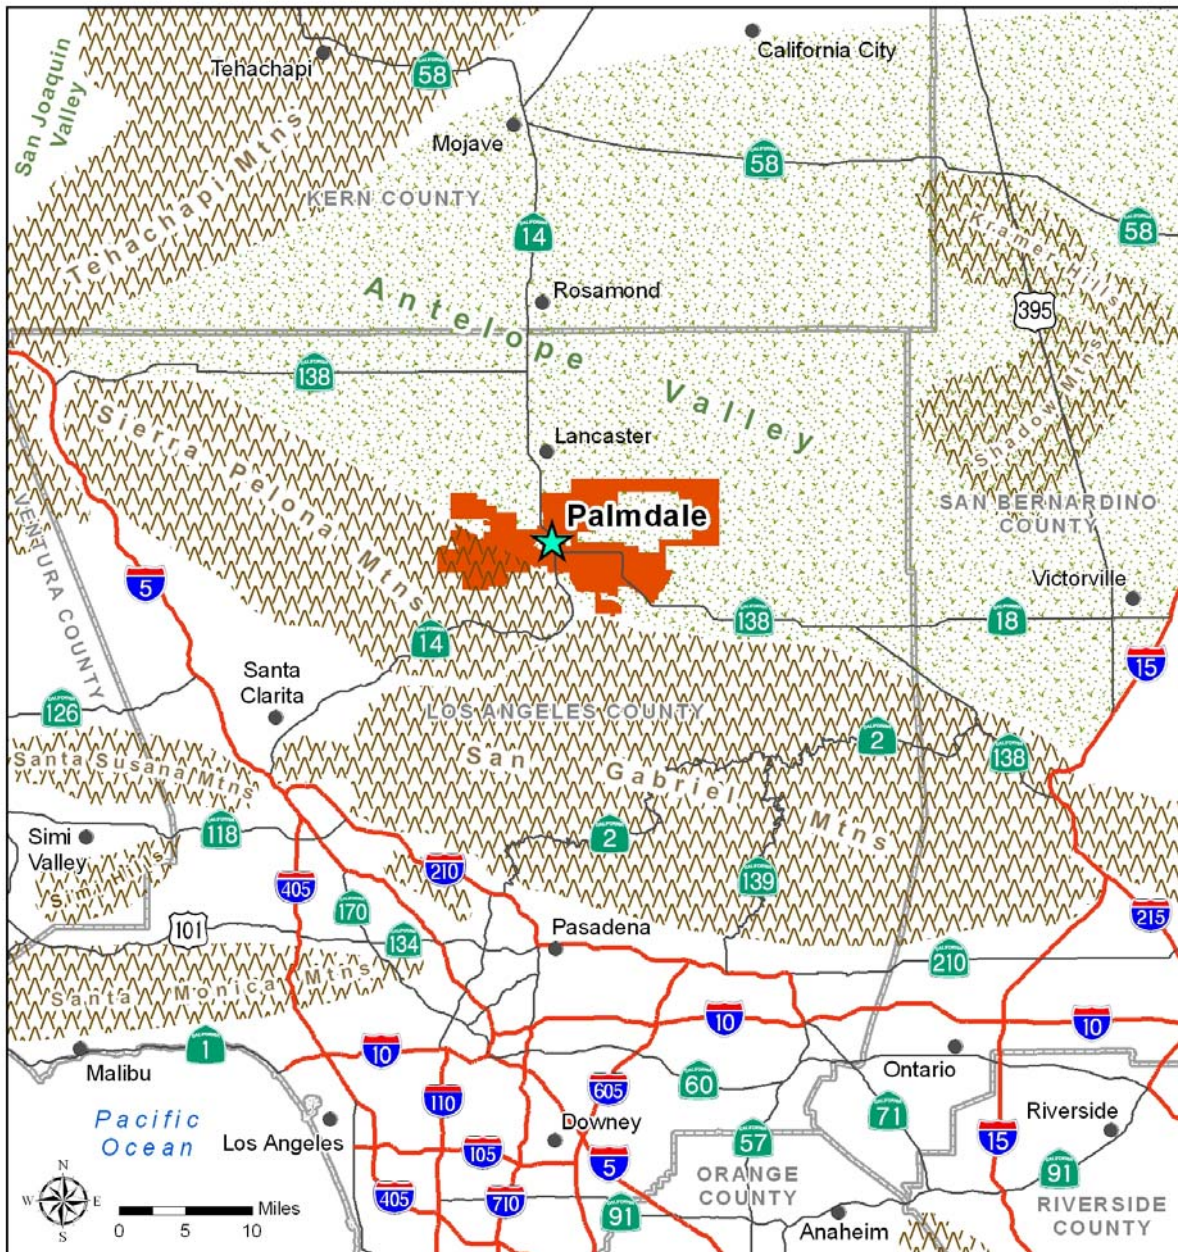 California City
San Joaquin
Valley
Tehachapi
58
Mojave
58
Tehachapi Mtns
KERN COUNTY
14
58
Kramer Hills
Antelope Valley
Rosamond
395
138
Shadow Mtns
Sierra Pelona Mtns
Lancaster
VENTURA COUNTY
SAN BERNARDINO
COUNTY
Palmdale
5
Victorville
138
18
14
15
Santa
Clarita
126
LOS ANGELES COUNTY
2
138
San Gabriel Mtns
Santa Susana Mtns
Simi
Valley
118
2
Simi Hills
210
405
139
170
215
101
134
Pasadena
210
Santa Monica Mtns
10
10
1
10
Malibu
Ontario
60
605
110
71
Pacific
Ocean
Los Angeles
Downey
Riverside
57
105
5
15
ORANGE
COUNTY
91
N
W
E
S
405
710
91
RIVERSIDE
COUNTY
Anaheim
0 5 10 Miles